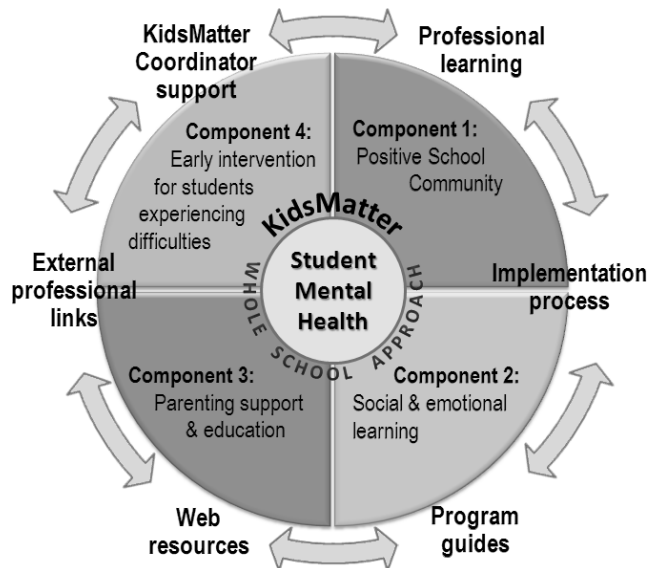 KidsMatter
Coordinator
support
Professional
learning
Component 4:
Early intervention
for students
experiencing
difficulties
Component 1:
Positive School
Community
KidsMatter
Student
Mental
Health
WHOLE SCHOOL APPROACH
External
professional
links
Implementation
process
Component 3:
Parenting support
& education
Component 2:
Social & emotional
learning
Web
resources
Program
guides